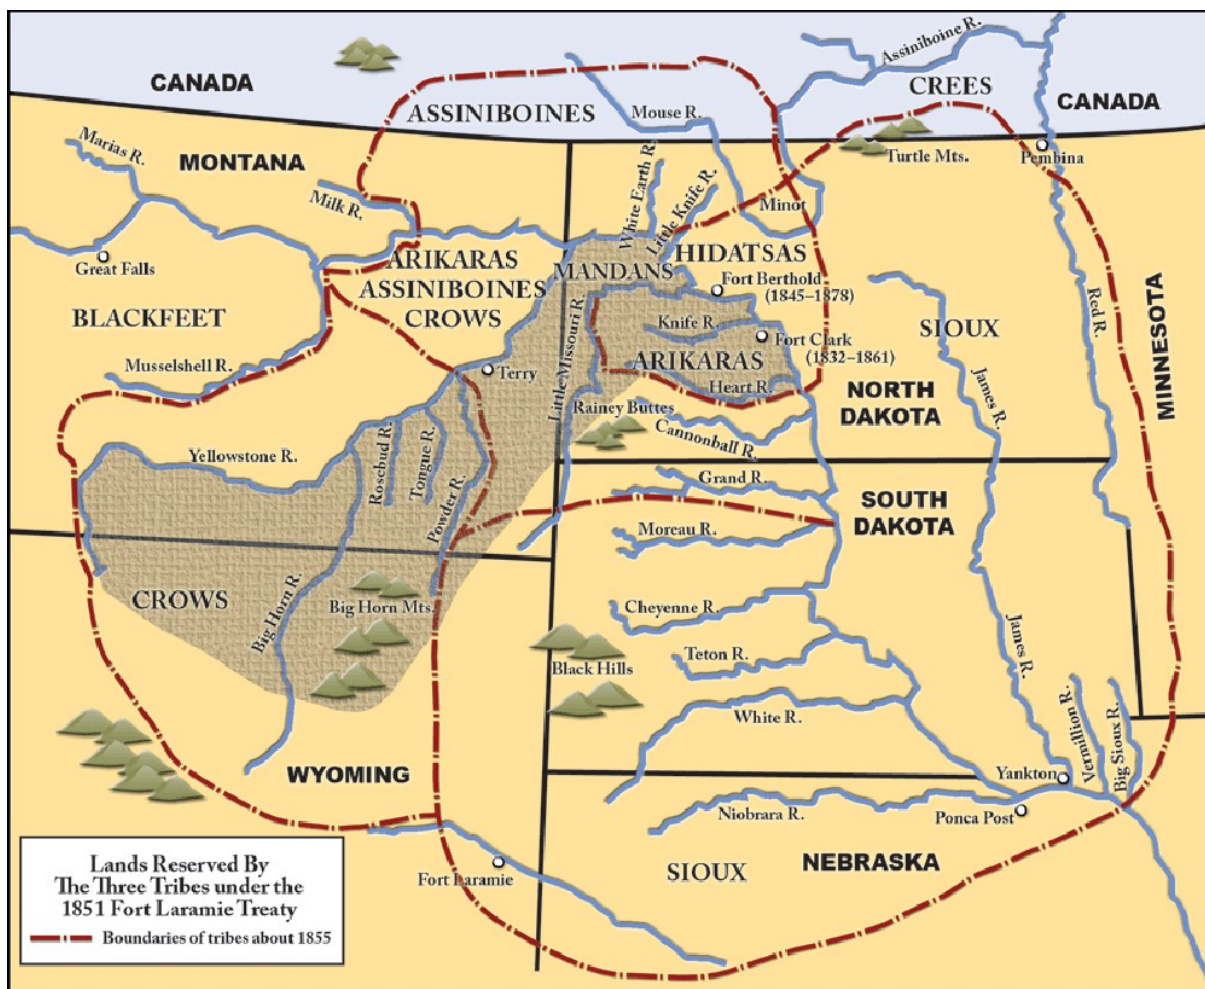 CANADA
ASSINIBOINES
Mouse R.
Assiniboine R.
CREES
CANADA
Marias R.
MONTANA
Milk R.
White Earth R.
Little Knife R.
Minot
Turtle Mts.
Pembina
Great Falls
ARIKARAS
ASSINIBOINES
CROWS
MANDANS
HIDATSAS
Fort Berthold
(1845–1878)
BLACKFEET
Musselshell R.
Terry
Little Missouri R.
Knife R.
Fort Clark
(1832–1861)
ARIKARAS
Heart R.
SIOUX
Red R.
MINNESOTA
James R.
NORTH
DAKOTA
Rainey Buttes
Cannonball R.
Yellowstone R.
Rosebud R.
Tongue R.
Powder R.
Grand R.
SOUTH
DAKOTA
Moreau R.
CROWS
Big Horn R.
Big Horn Mts.
Cheyenne R.
Black Hills
Teton R.
White R.
James R.
Vermillion R.
Big Sioux R.
WYOMING
Yankton
Niobrara R.
Ponca Post
Fort Laramie
SIOUX
NEBRASKA
Lands Reserved By
The Three Tribes under the
1851 Fort Laramie Treaty
Boundaries of tribes about 1855